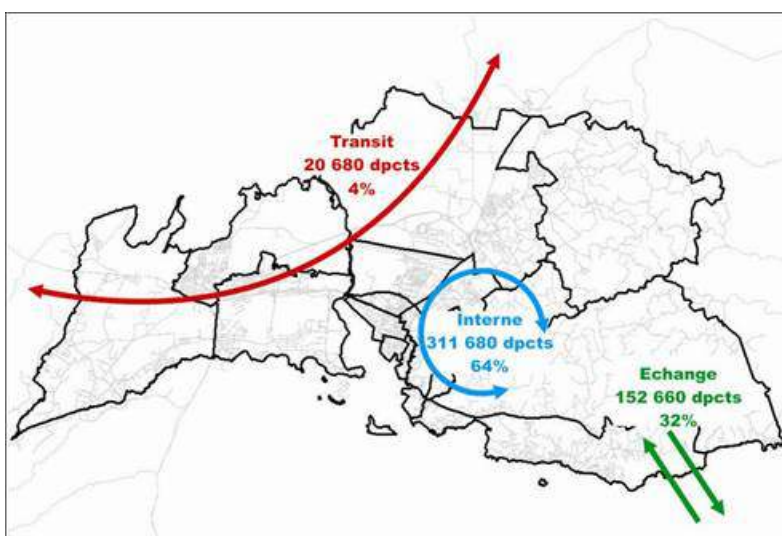 Transit
20 680 dpcts
4%
Interne
311 680 dpcts
64%
Echange
152 660 dpcts
32%